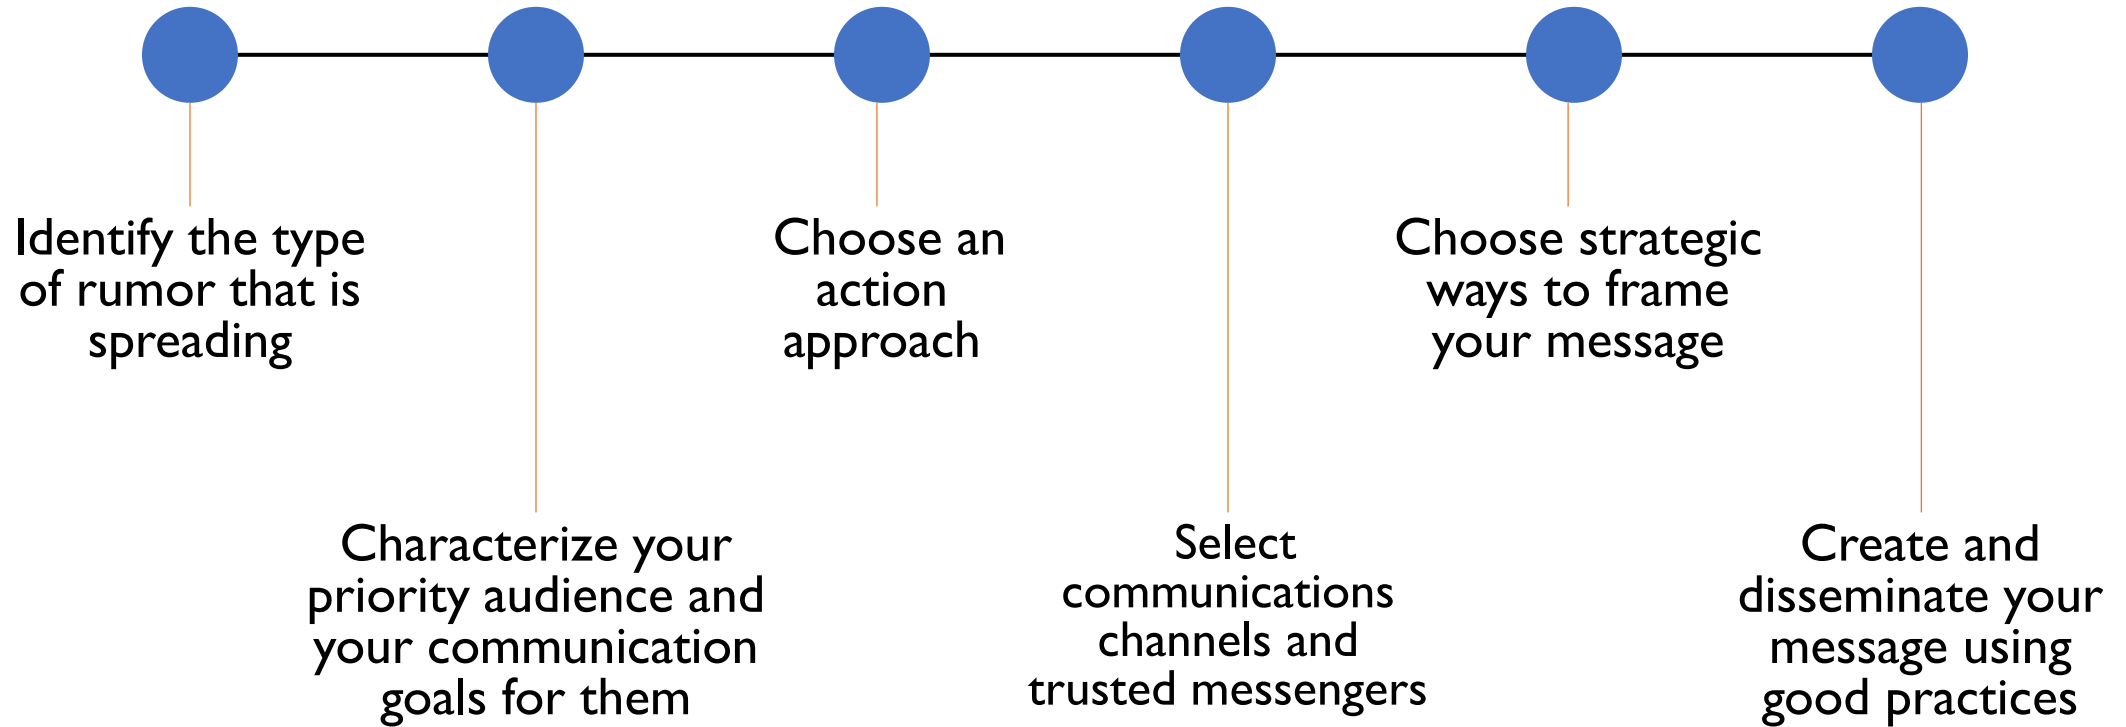 Identify the type
of rumor that is
spreading
Characterize your
priority audience and
your communication
goals for them
Choose an
action
approach
Select
communications
channels and
trusted messengers
Choose strategic
ways to frame
your message
Create and
disseminate your
message using
good practices